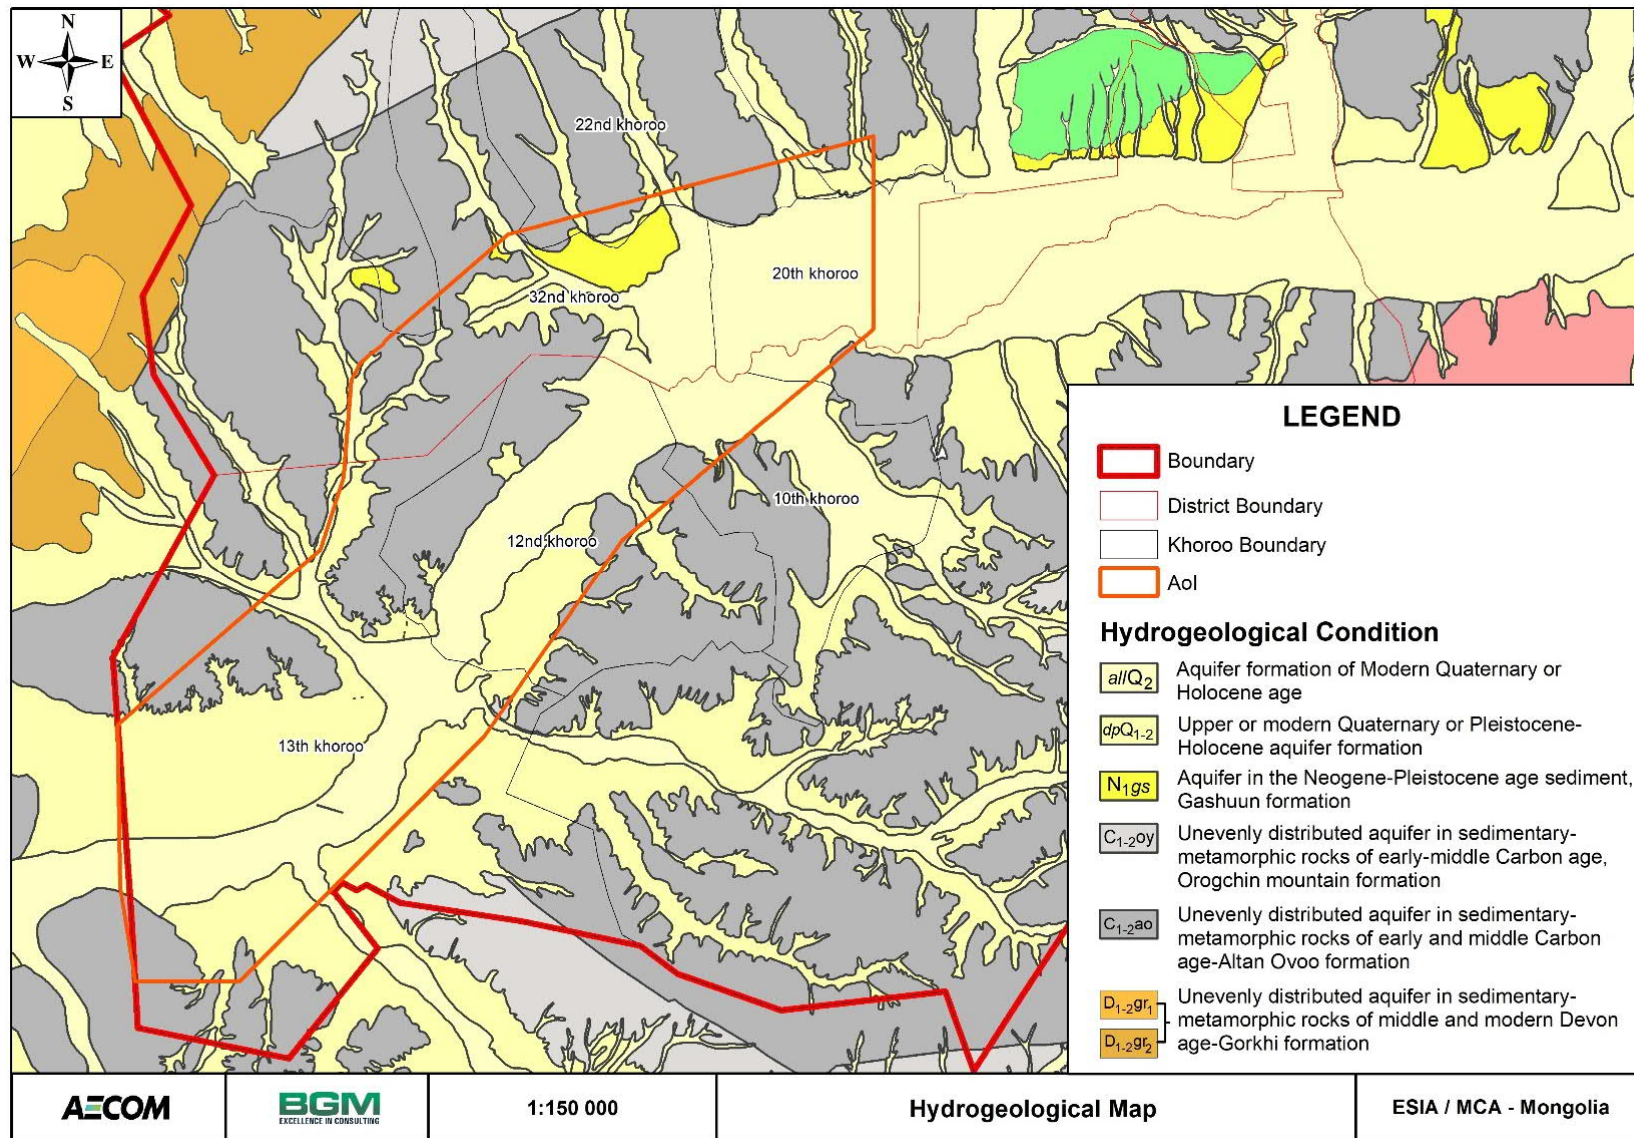 N
W E
S
22nd khoroo
20th khoroo
32nd khoroo
10th khoroo
12nd khoroo
13th khoroo
LEGEND
Boundary
District Boundary
Khoroo Boundary
AoI
Hydrogeological Condition
allQ2 Aquifer formation of Modern Quaternary or
Holocene age
dpQ1-2 Upper or modern Quaternary or Pleistocene-
Holocene aquifer formation
N1gs Aquifer in the Neogene-Pleistocene age sediment,
Gashuun formation
C1-2oy Unevenly distributed aquifer in sedimentary-
metamorphic rocks of early-middle Carbon age,
Orogchin mountain formation
C1-2ao Unevenly distributed aquifer in sedimentary-
metamorphic rocks of early and middle Carbon
age-Altan Ovoo formation
D1-2gr1 Unevenly distributed aquifer in sedimentary-
metamorphic rocks of middle and modern Devon
D1-2gr2 age-Gorkhi formation
AECOM
BGM
EXCELLENCE IN CONSULTING
1:150 000
Hydrogeological Map
ESIA / MCA - Mongolia